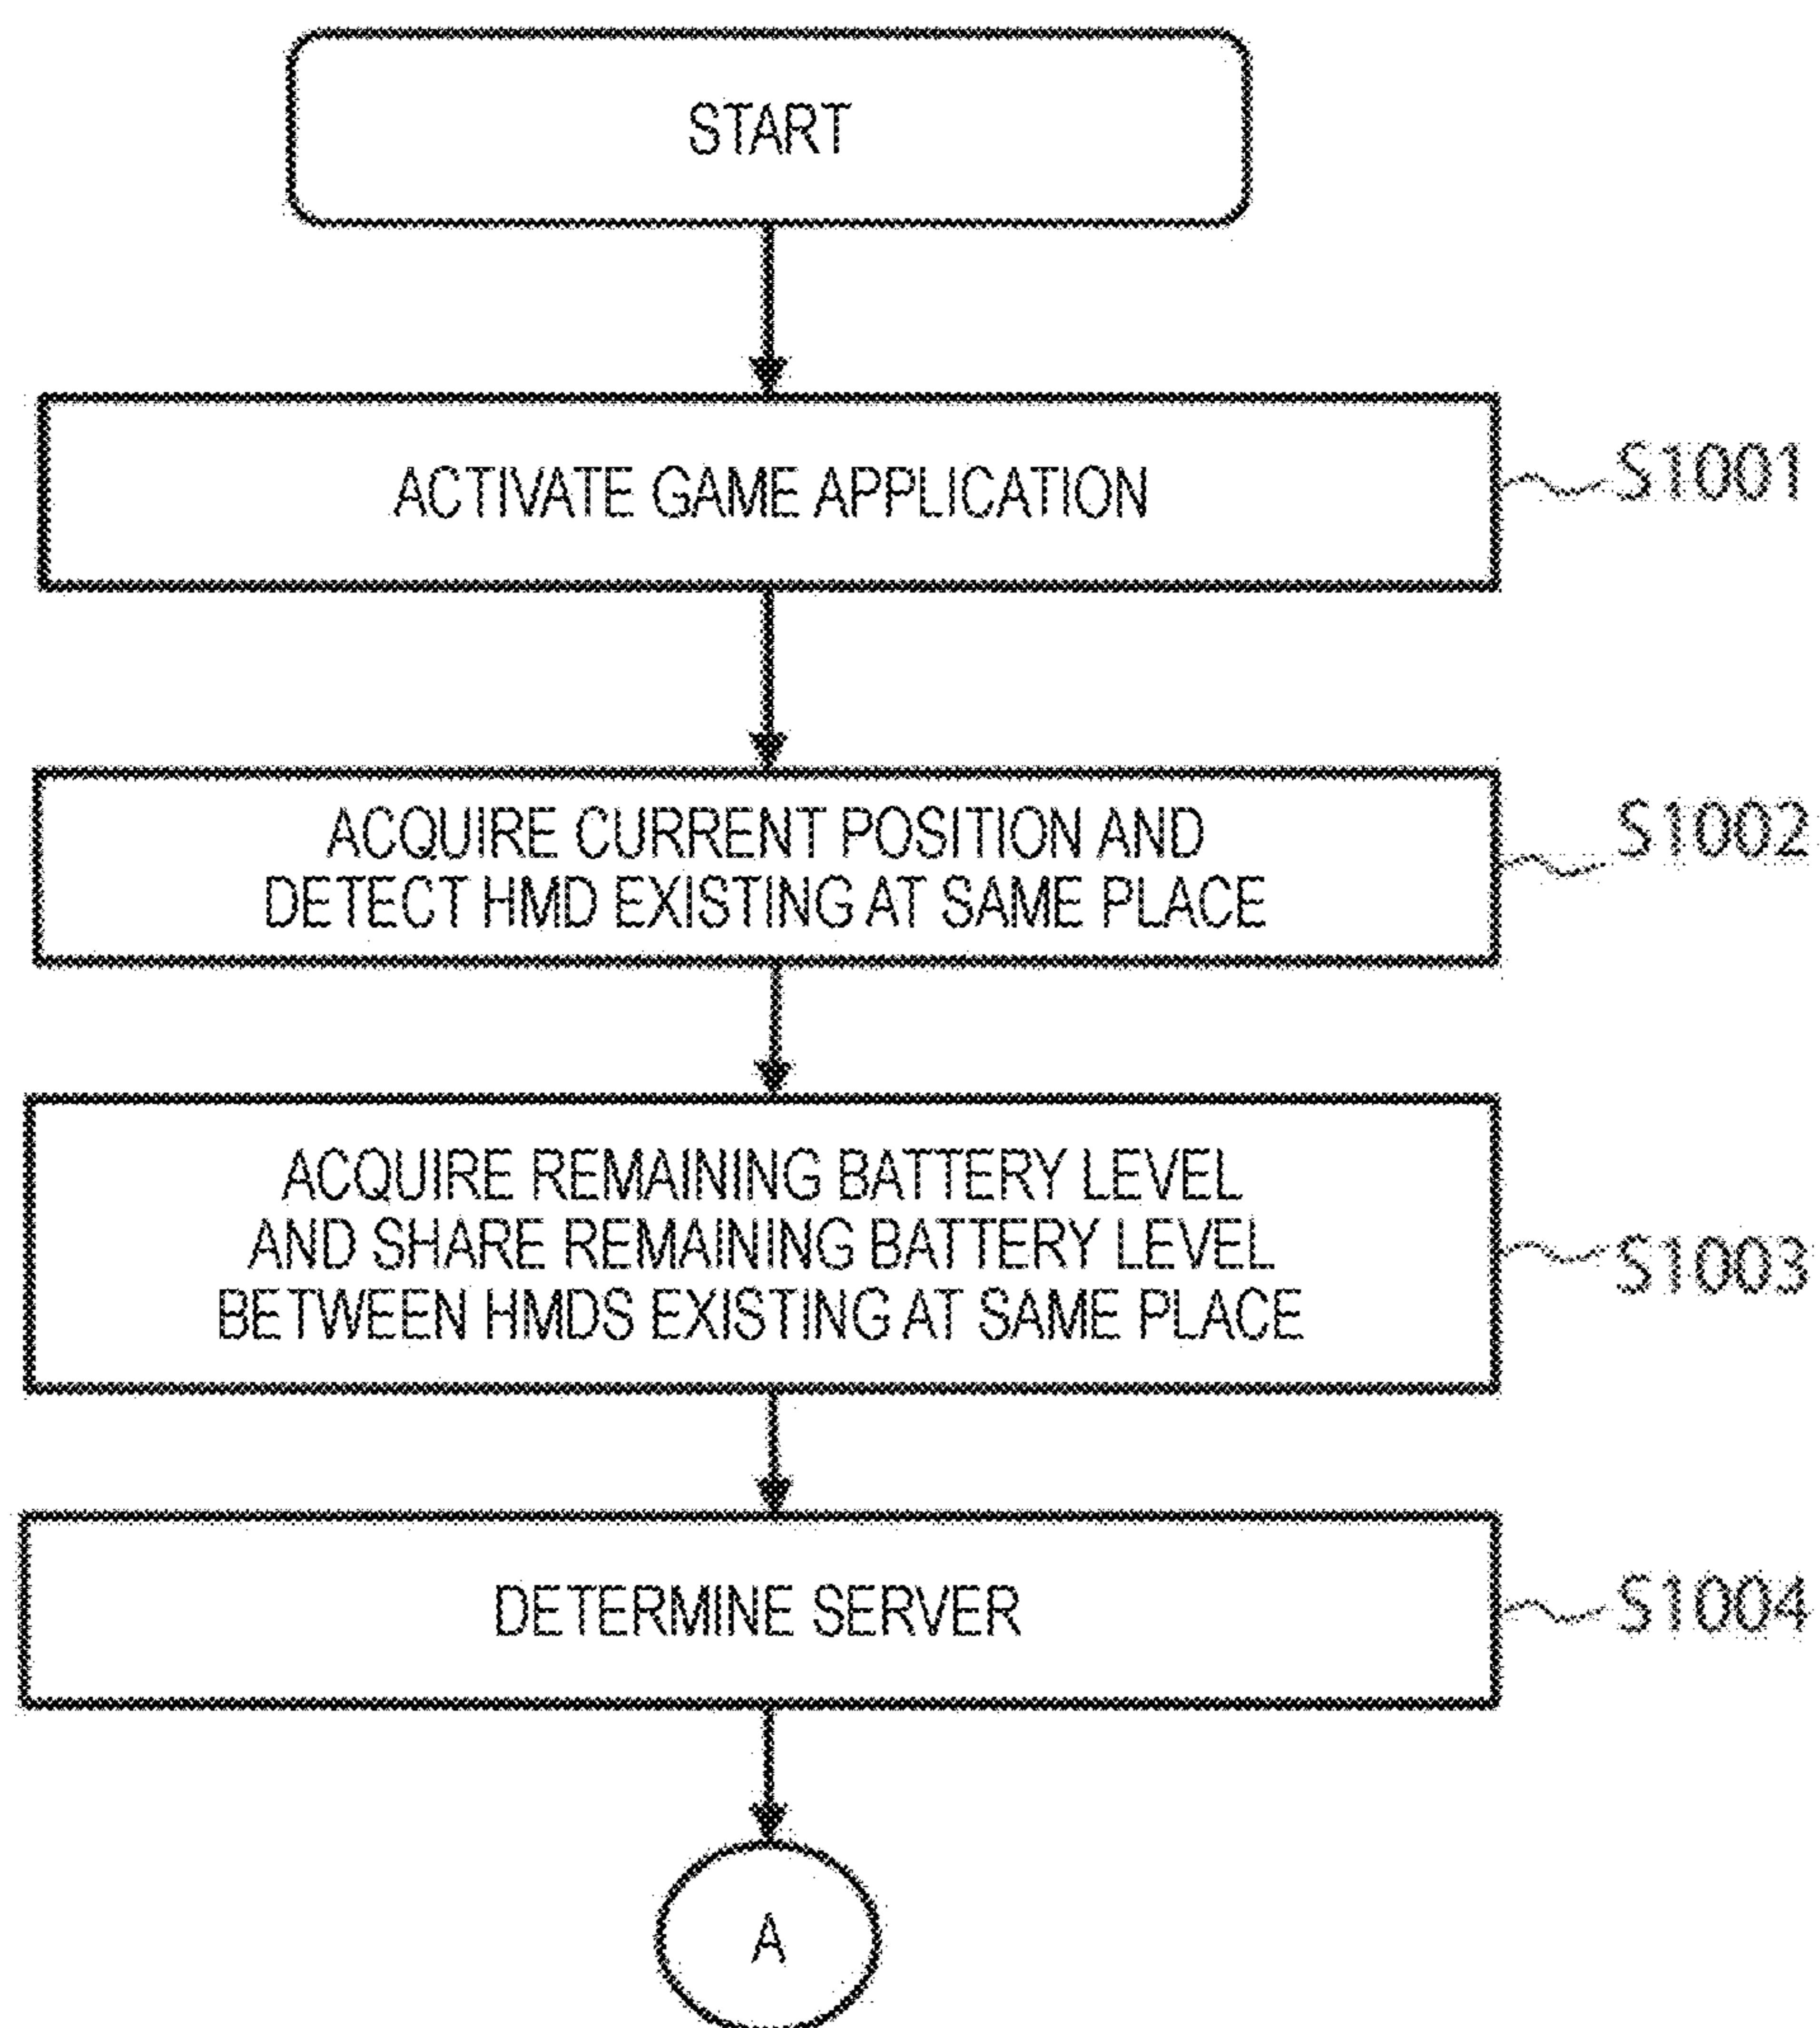 START
ACTIVATE GAME APPLICATION
S1001
ACQUIRE CURRENT POSITION AND
DETECT HMD EXISTING AT SAME PLACE
S1002
ACQUIRE REMAINING BATTERY LEVEL
AND SHARE REMAINING BATTERY LEVEL
BETWEEN HMDS EXISTING AT SAME PLACE
S1003
DETERMINE SERVER
S1004
A